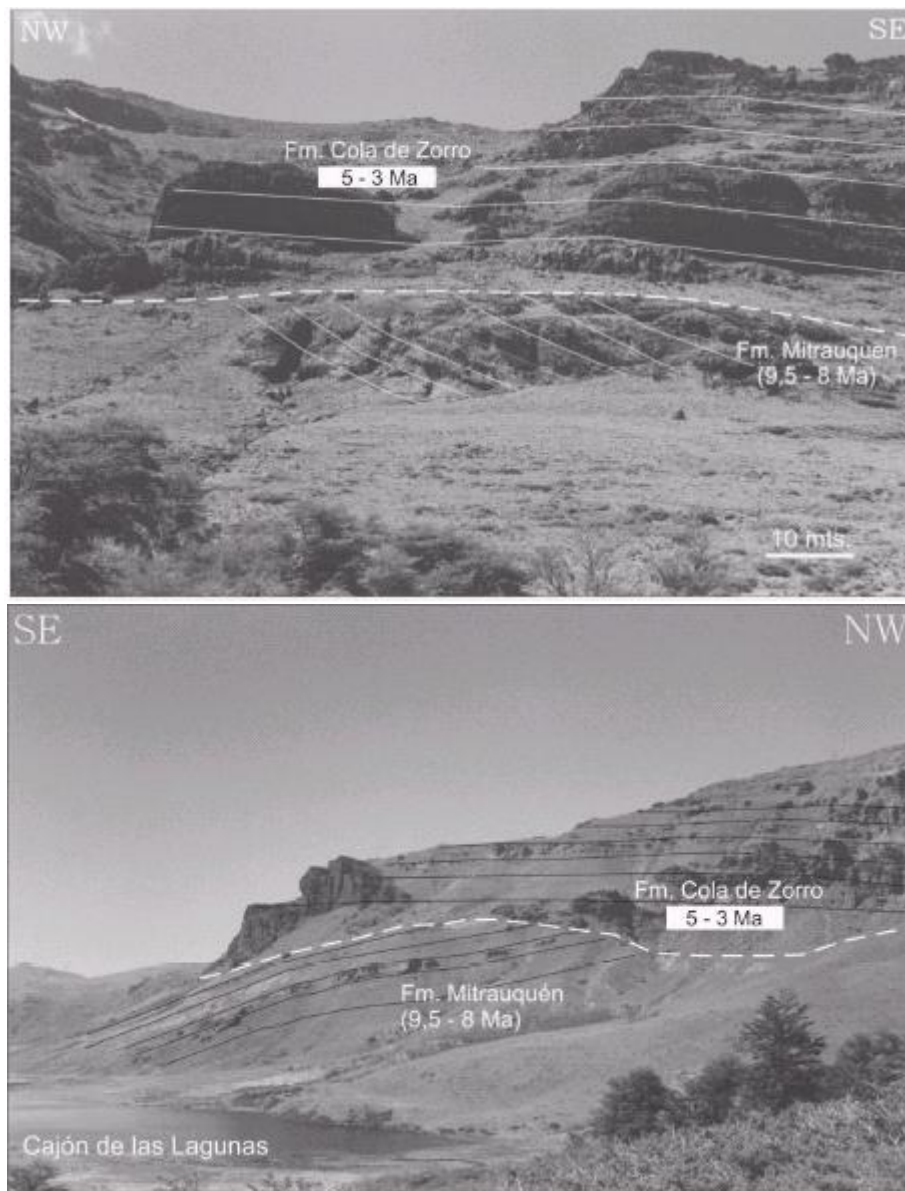 NW
SE
Fm. Cola de Zorro
5 - 3 Ma
Fm. Mitrauquen
(9,5 - 8 Ma)
10 mts.
SE
NW
Fm. Cola de Zorro
5 - 3 Ma
Fm. Mitrauquén
(9,5 - 8 Ma)
Cajón de las Lagunas